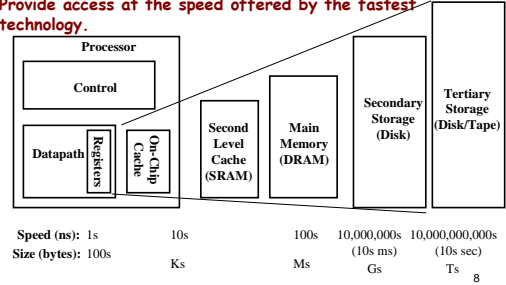 Provide access at the speed offered by the fastest
technology.
Processor
Control
Datapath
Registers
On-Chip
Cache
Second
Level
Cache
(SRAM)
Main
Memory
(DRAM)
Secondary
Storage
(Disk)
Tertiary
Storage
(Disk/Tape)
Speed (ns): 1s 10s 100s 10,000,000s 10,000,000,000s
(10s ms) (10s sec)
Size (bytes): 100s Ks Ms Gs Ts
8